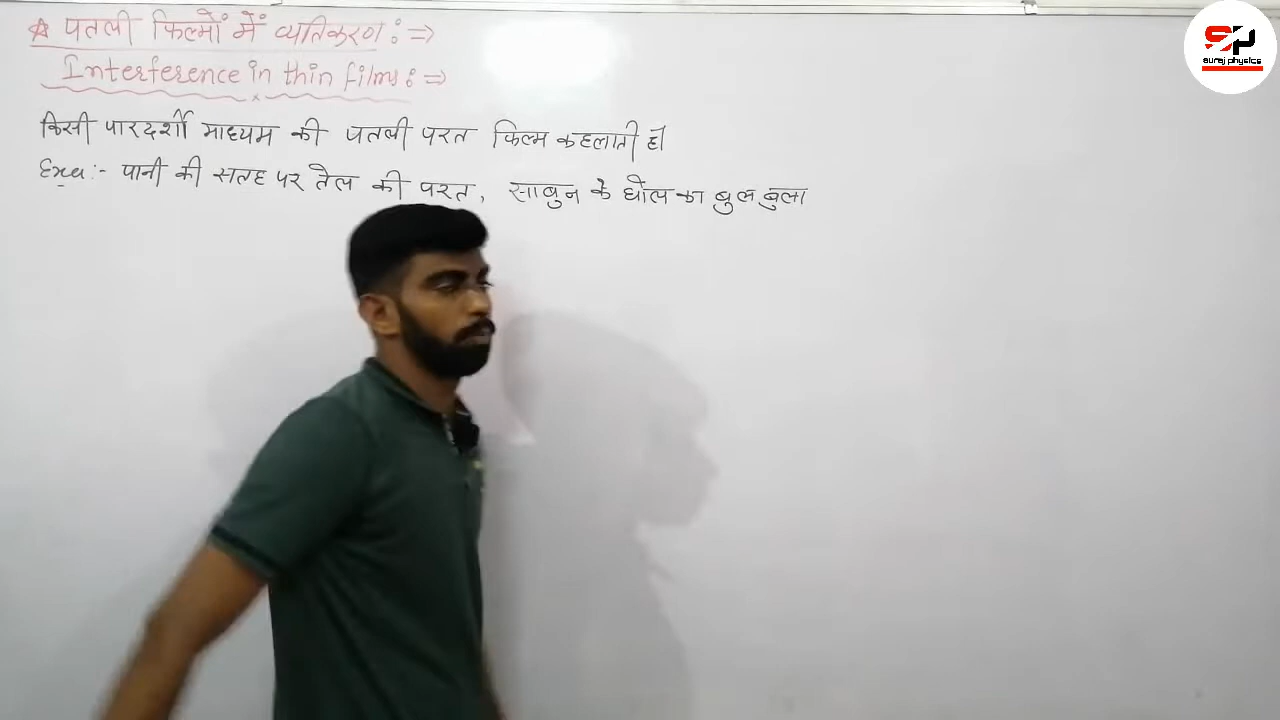 * पतली फिल्मों में व्यतिकरण : ⇒
Interference in thin films : ⇒
किसी पारदर्शी माध्यम की पतली परत फिल्म कहलाती है।
Exa :- पानी की सतह पर तेल की परत, साबुन के घोल का बुलबुला
SP
suraj physics